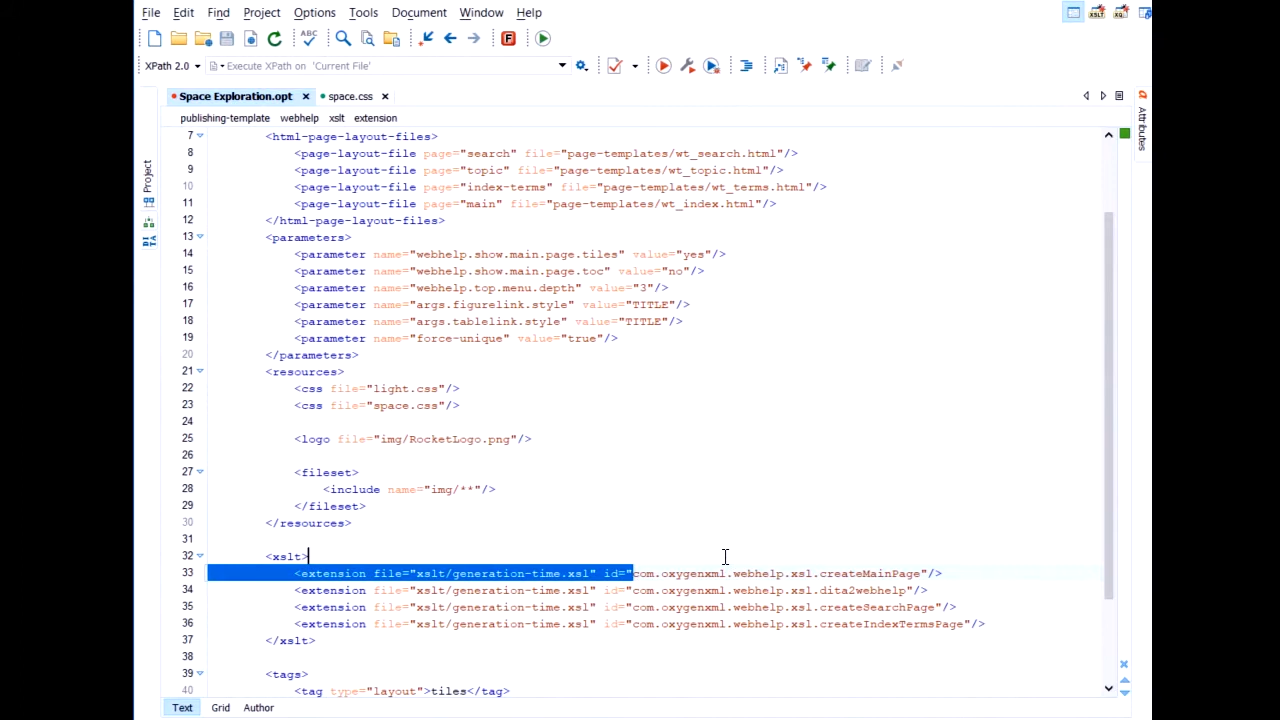 File Edit Find Project Options Tools Document Window Help
XPath 2.0 Execute XPath on 'Current File'
Space Exploration.opt × space.css ×
publishing-template webhelp xslt extension
7 <html-page-layout-files>
8 <page-layout-file page="search" file="page-templates/wt_search.html"/>
9 <page-layout-file page="topic" file="page-templates/wt_topic.html"/>
10 <page-layout-file page="index-terms" file="page-templates/wt_terms.html"/>
11 <page-layout-file page="main" file="page-templates/wt_index.html"/>
12 </html-page-layout-files>
13 <parameters>
14 <parameter name="webhelp.show.main.page.tiles" value="yes"/>
15 <parameter name="webhelp.show.main.page.toc" value="no"/>
16 <parameter name="webhelp.top.menu.depth" value="3"/>
17 <parameter name="args.figurelink.style" value="TITLE"/>
18 <parameter name="args.tablelink.style" value="TITLE"/>
19 <parameter name="force-unique" value="true"/>
20 </parameters>
21 <resources>
22 <css file="light.css"/>
23 <css file="space.css"/>
24
25 <logo file="img/RocketLogo.png"/>
26
27 <fileset>
28 <include name="img/**"/>
29 </fileset>
30 </resources>
31
32 <xslt>
33 <extension file="xslt/generation-time.xsl" id="com.oxygenxml.webhelp.xsl.createMainPage"/>
34 <extension file="xslt/generation-time.xsl" id="com.oxygenxml.webhelp.xsl.dita2webhelp"/>
35 <extension file="xslt/generation-time.xsl" id="com.oxygenxml.webhelp.xsl.createSearchPage"/>
36 <extension file="xslt/generation-time.xsl" id="com.oxygenxml.webhelp.xsl.createIndexTermsPage"/>
37 </xslt>
38
39 <tags>
40 <tag type="layout">tiles</tag>
Text Grid Author
Project
DITA
Attributes